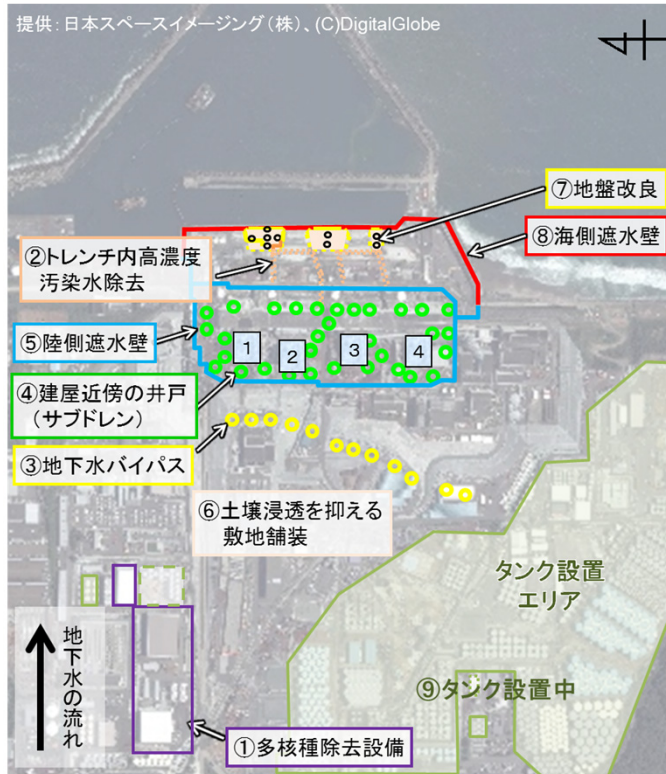 提供：日本スペースイメージング（株）、(C)DigitalGlobe
⑦地盤改良
⑧海側遮水壁
②トレンチ内高濃度
汚染水除去
⑤陸側遮水壁
1
2
3
4
④建屋近傍の井戸
（サブドレン）
③地下水バイパス
⑥土壌浸透を抑える
敷地舗装
タンク設置
エリア
地下水の流れ
⑨タンク設置中
①多核種除去設備